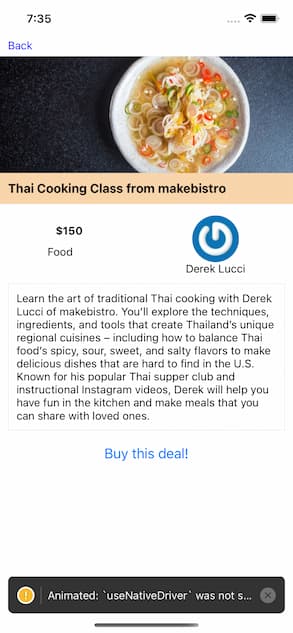 7:35
Back
Thai Cooking Class from makebistro
$150
Food
Derek Lucci
Learn the art of traditional Thai cooking with Derek
Lucci of makebistro. You'll explore the techniques,
ingredients, and tools that create Thailand's unique
regional cuisines – including how to balance Thai
food's spicy, sour, sweet, and salty flavors to make
delicious dishes that are hard to find in the U.S.
Known for his popular Thai supper club and
instructional Instagram videos, Derek will help you
have fun in the kitchen and make meals that you
can share with loved ones.
Buy this deal!
! Animated: `useNativeDriver` was not s...